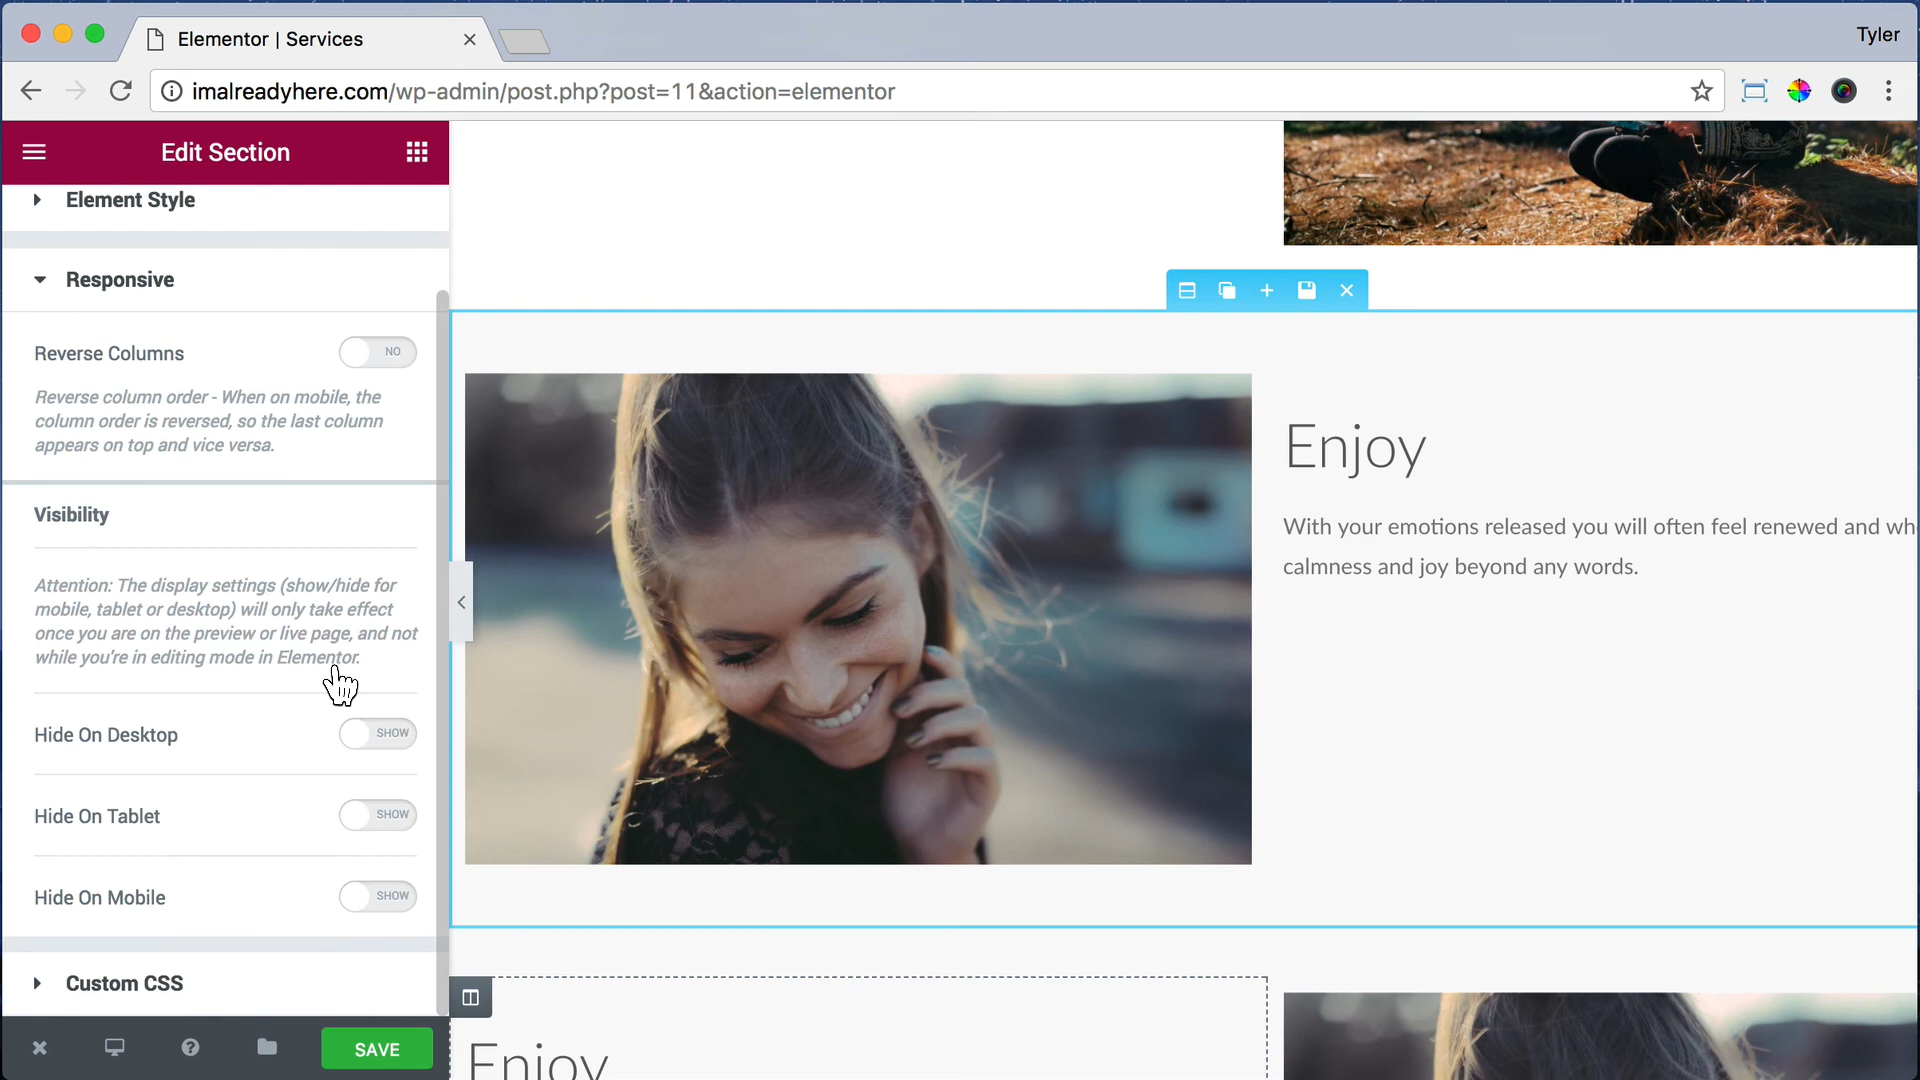 Elementor | Services
Tyler
imalreadyhere.com/wp-admin/post.php?post=11&action=elementor
Edit Section
Element Style
Responsive
Reverse Columns
NO
Reverse column order - When on mobile, the
column order is reversed, so the last column
appears on top and vice versa.
Visibility
Attention: The display settings (show/hide for
mobile, tablet or desktop) will only take effect
once you are on the preview or live page, and not
while you're in editing mode in Elementor.
Hide On Desktop
SHOW
Hide On Tablet
SHOW
Hide On Mobile
SHOW
Custom CSS
SAVE
Enjoy
With your emotions released you will often feel renewed and wh
calmness and joy beyond any words.
Enjoy